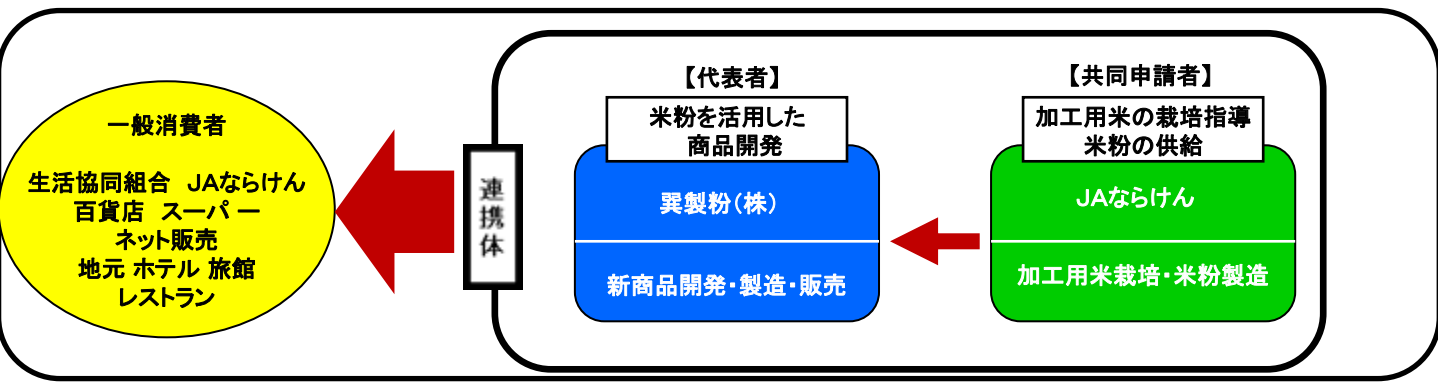 一般消費者
生活協同組合　JAならけん
百貨店　スーパー
ネット販売
地元 ホテル 旅館
レストラン
連携体
【代表者】
米粉を活用した
商品開発
巽製粉（株）
新商品開発・製造・販売
【共同申請者】
加工用米の栽培指導
米粉の供給
JAならけん
加工用米栽培・米粉製造